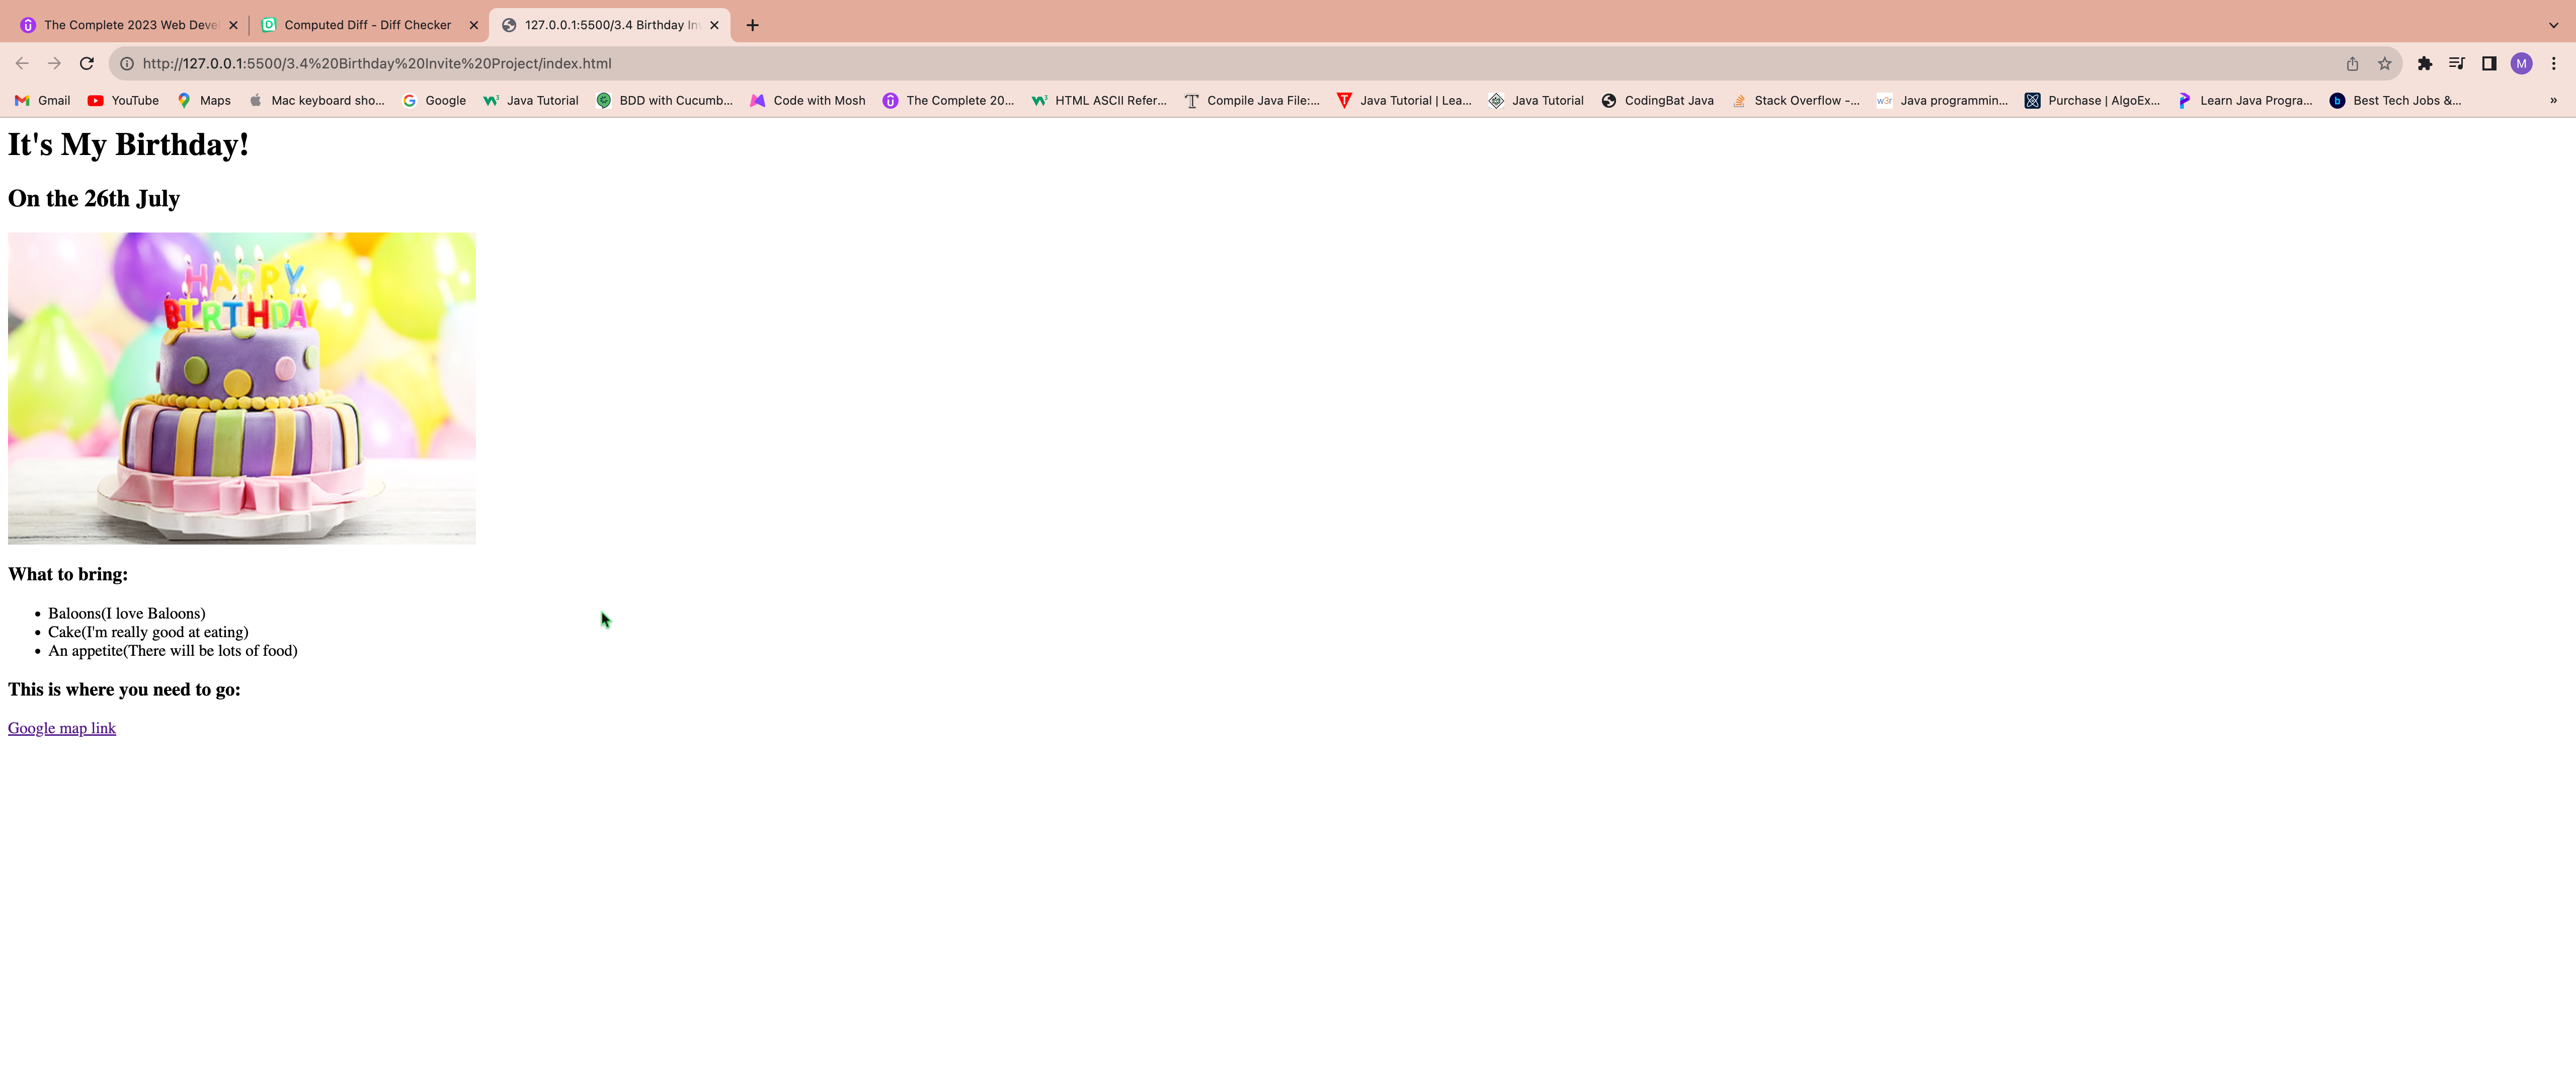 The Complete 2023 Web Deve
Computed Diff - Diff Checker
127.0.0.1:5500/3.4 Birthday In
http://127.0.0.1:5500/3.4%20Birthday%20Invite%20Project/index.html
M
Gmail
YouTube
Maps
Mac keyboard sho...
Google
Java Tutorial
BDD with Cucumb...
Code with Mosh
The Complete 20...
HTML ASCII Refer...
Compile Java File:...
Java Tutorial | Lea...
Java Tutorial
CodingBat Java
Stack Overflow -...
w3r
Java programmin...
Purchase | AlgoEx...
Learn Java Progra...
Best Tech Jobs &...
»
It's My Birthday!
On the 26th July
HAPPY
BIRTHDAY
What to bring:
• Baloons(I love Baloons)
• Cake(I'm really good at eating)
• An appetite(There will be lots of food)
This is where you need to go:
Google map link